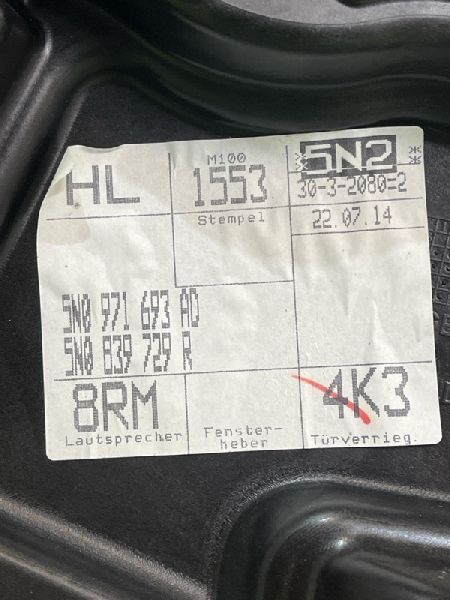 HL
M100
1553
Stempel
5N2
30-3-2080=2
22.07.14
5N0 971 693 AD
5N0 839 729 R
8RM
Lautsprecher
Fenster-
heber
4K3
Türverrieg.